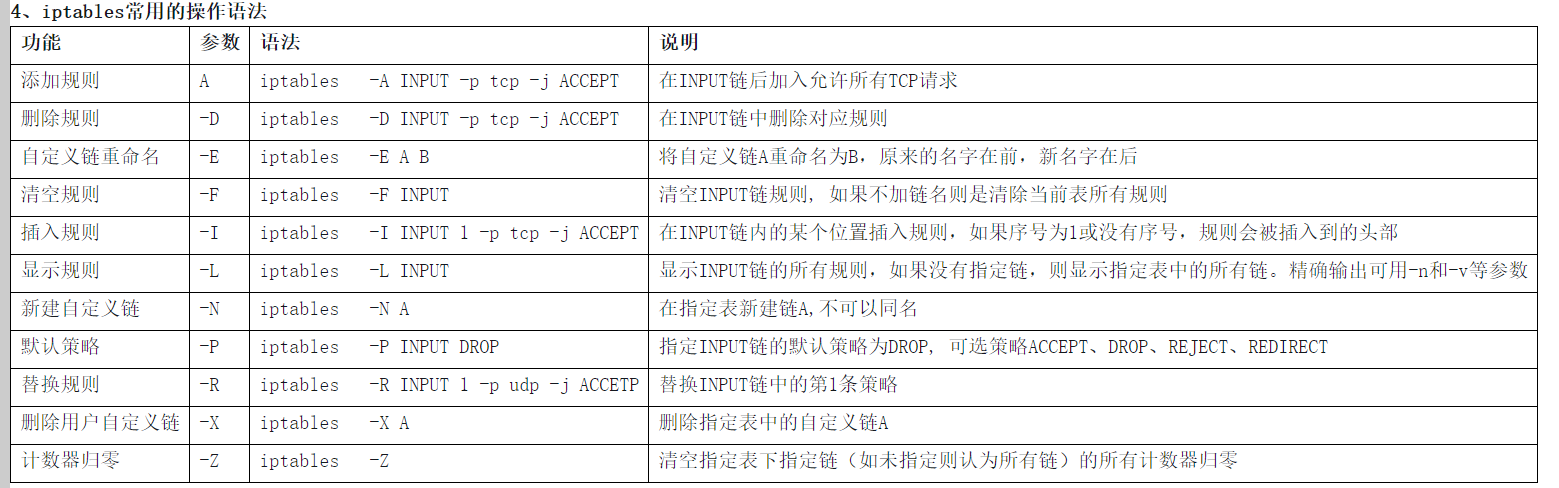 4、iptables常用的操作语法
功能 参数 语法 说明
添加规则 A iptables -A INPUT -p tcp -j ACCEPT 在INPUT链后加入允许所有TCP请求
删除规则 -D iptables -D INPUT -p tcp -j ACCEPT 在INPUT链中删除对应规则
自定义链重命名 -E iptables -E A B 将自定义链A重命名为B，原来的名字在前，新名字在后
清空规则 -F iptables -F INPUT 清空INPUT链规则, 如果不加链名则是清除当前表所有规则
插入规则 -I iptables -I INPUT 1 -p tcp -j ACCEPT 在INPUT链内的某个位置插入规则，如果序号为1或没有序号，规则会被插入到的头部
显示规则 -L iptables -L INPUT 显示INPUT链的所有规则，如果没有指定链，则显示指定表中的所有链。精确输出可用-n和-v等参数
新建自定义链 -N iptables -N A 在指定表新建链A,不可以同名
默认策略 -P iptables -P INPUT DROP 指定INPUT链的默认策略为DROP, 可选策略ACCEPT、DROP、REJECT、REDIRECT
替换规则 -R iptables -R INPUT 1 -p udp -j ACCETP 替换INPUT链中的第1条策略
删除用户自定义链 -X iptables -X A 删除指定表中的自定义链A
计数器归零 -Z iptables -Z 清空指定表下指定链（如未指定则认为所有链）的所有计数器归零